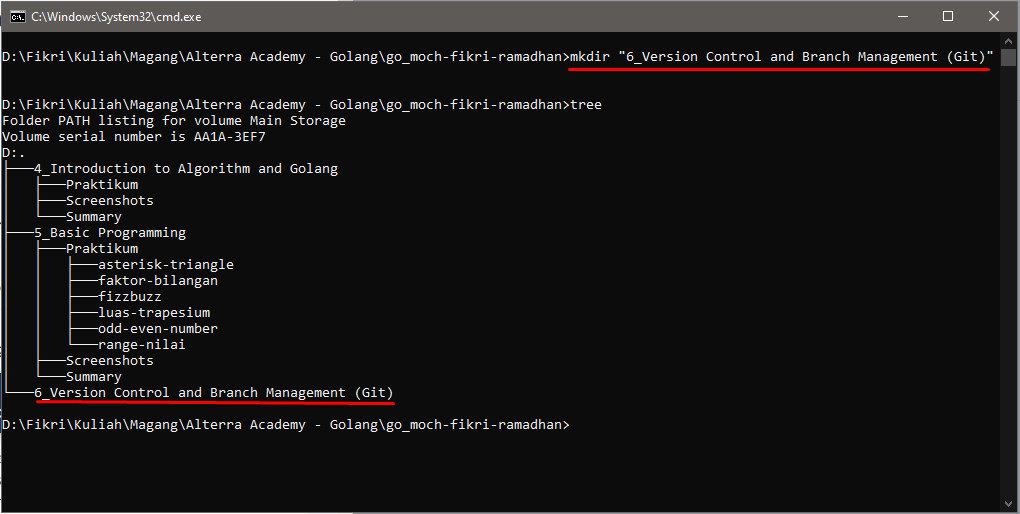 C:\Windows\System32\cmd.exe
D:\Fikri\Kuliah\Magang\Alterra Academy - Golang\go_moch-fikri-ramadhan>mkdir "6_Version Control and Branch Management (Git)"
D:\Fikri\Kuliah\Magang\Alterra Academy - Golang\go_moch-fikri-ramadhan>tree
Folder PATH listing for volume Main Storage
Volume serial number is AA1A-3EF7
D:.
├───4_Introduction to Algorithm and Golang
│   ├───Praktikum
│   ├───Screenshots
│   └───Summary
├───5_Basic Programming
│   ├───Praktikum
│   │   ├───asterisk-triangle
│   │   ├───faktor-bilangan
│   │   ├───fizzbuzz
│   │   ├───luas-trapesium
│   │   ├───odd-even-number
│   │   └───range-nilai
│   ├───Screenshots
│   └───Summary
└───6_Version Control and Branch Management (Git)
D:\Fikri\Kuliah\Magang\Alterra Academy - Golang\go_moch-fikri-ramadhan>